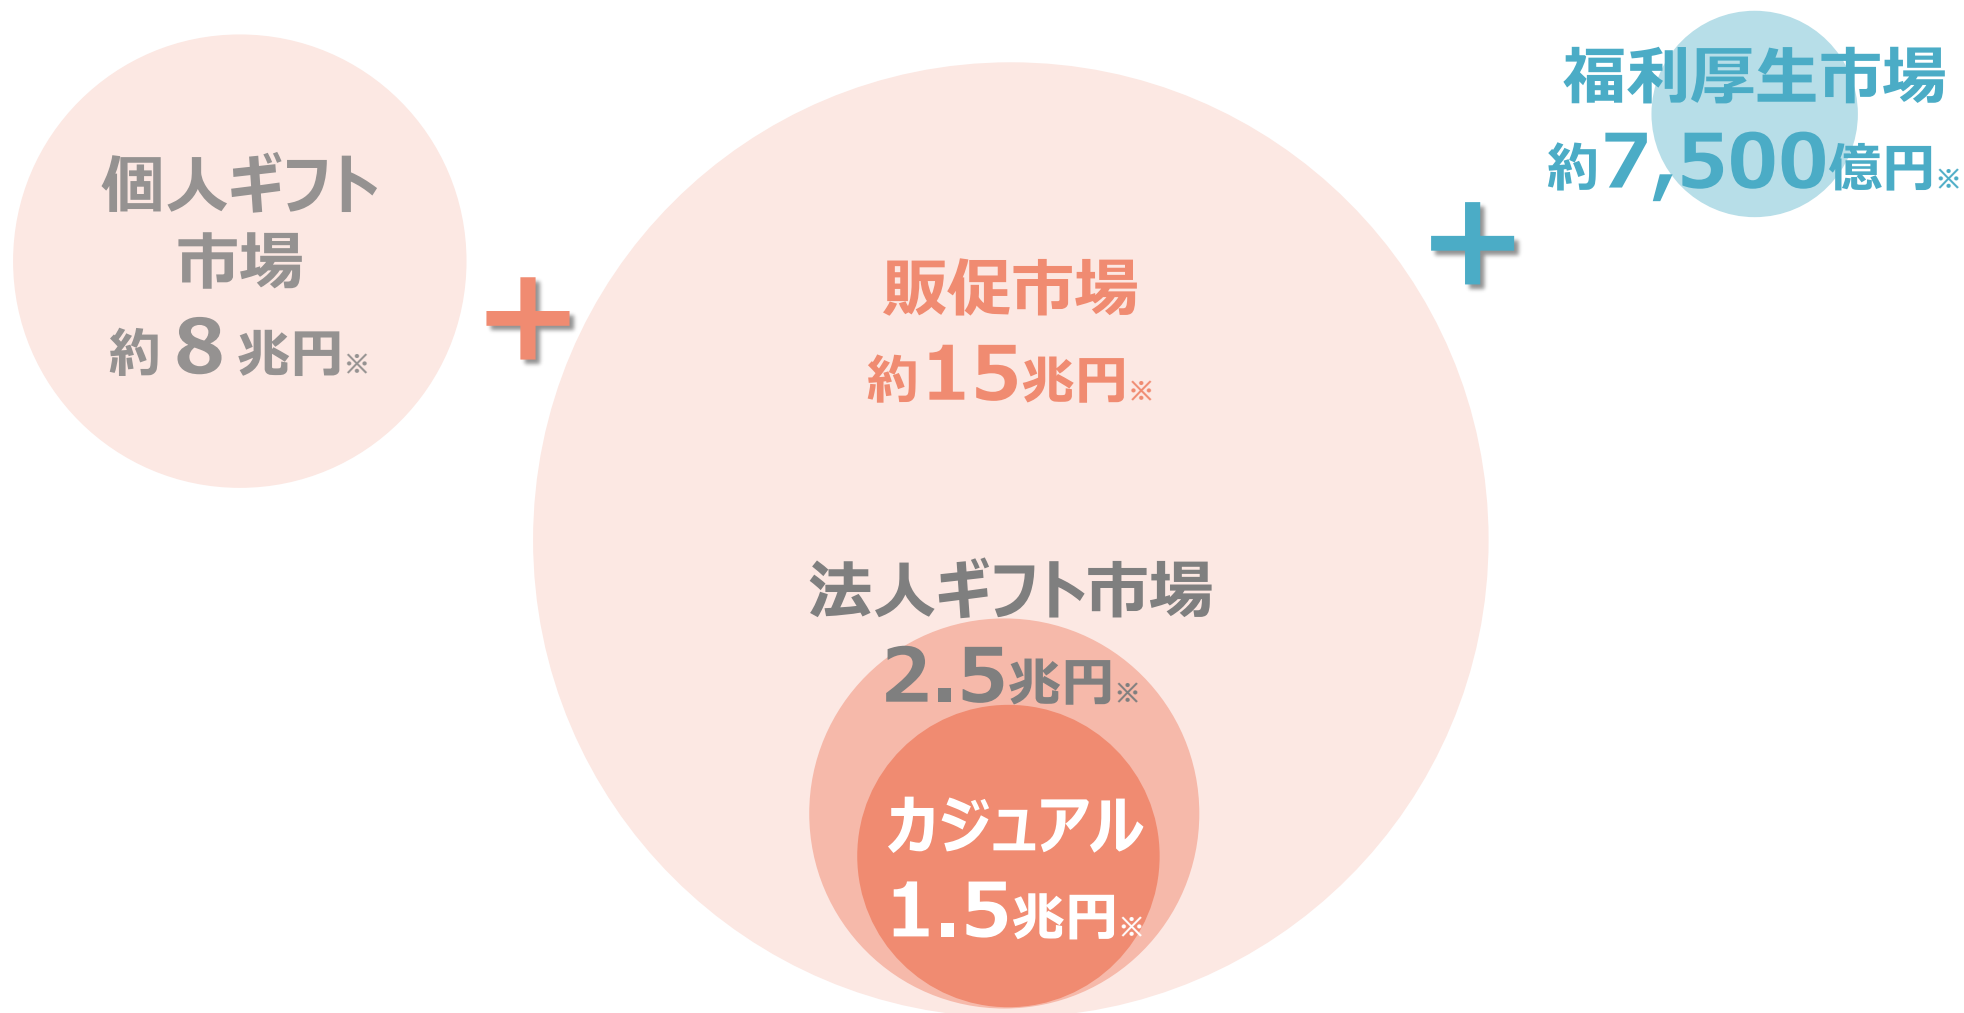 個人ギフト
市場
約8兆円※
+
販促市場
約15兆円※
法人ギフト市場
2.5兆円※
カジュアル
1.5兆円※
+
福利厚生市場
約7,500億円※